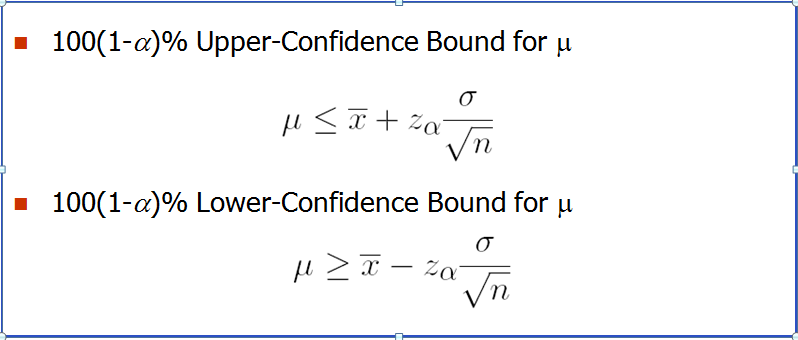 ■ 100(1-α)% Upper-Confidence Bound for μ
μ ≤ x̄ + z_α σ/√n
■ 100(1-α)% Lower-Confidence Bound for μ
μ ≥ x̄ − z_α σ/√n